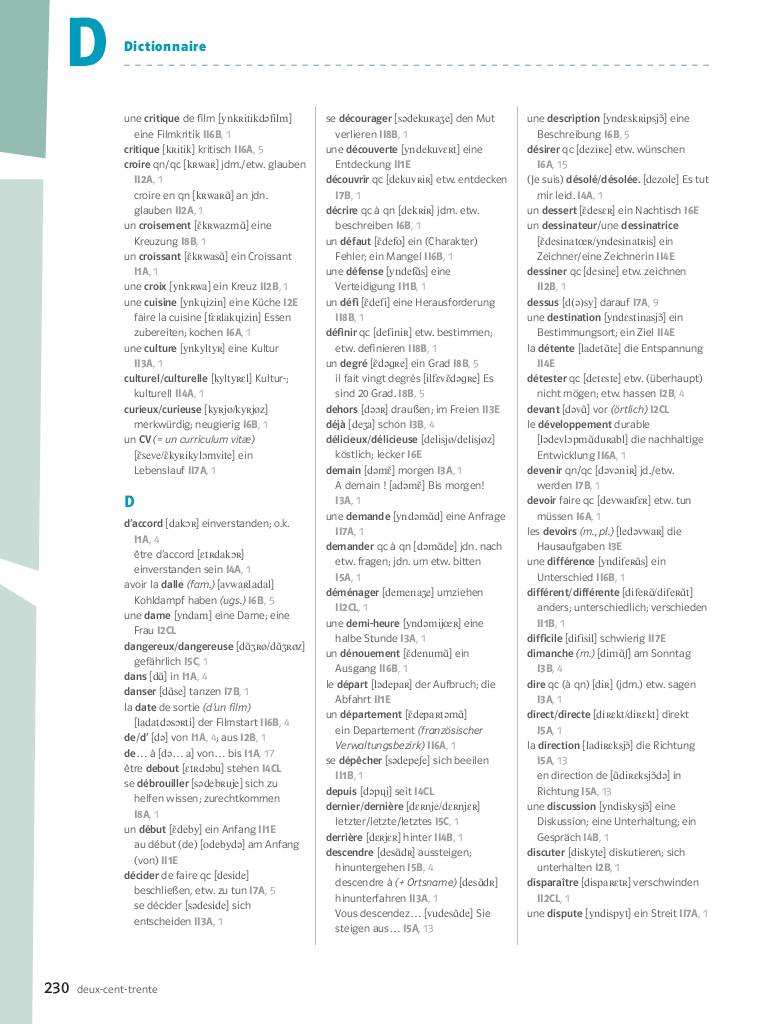 D
Dictionnaire
une critique de film [ynkʀitikdəfilm]
eine Filmkritik II6B, 1
critique [kʀitik] kritisch II6A, 5
croire qn/qc [kʀwaʀ] jdm./etw. glauben
II2A, 1
croire en qn [kʀwaʀɑ̃] an jdn.
glauben II2A, 1
un croisement [ɛ̃kʀwazmɑ̃] eine
Kreuzung I8B, 1
un croissant [ɛ̃kʀwasɑ̃] ein Croissant
I1A, 1
une croix [ynkʀwa] ein Kreuz II2B, 1
une cuisine [ynkɥizin] eine Küche I2E
faire la cuisine [fɛʀlakɥizin] Essen
zubereiten; kochen I6A, 1
une culture [ynkyltyʀ] eine Kultur
II3A, 1
culturel/culturelle [kyltyʀɛl] Kultur-;
kulturell II4A, 1
curieux/curieuse [kyʀjø/kyʀjøz]
merkwürdig; neugierig I6B, 1
un CV (= un curriculum vitæ)
[ɛ̃seve/ɛ̃kyʀikylɔmvite] ein
Lebenslauf II7A, 1
D
d’accord [dakɔʀ] einverstanden; o.k.
I1A, 4
être d’accord [ɛtʀdakɔʀ]
einverstanden sein I4A, 1
avoir la dalle (fam.) [avwaʀladal]
Kohldampf haben (ugs.) I6B, 5
une dame [yndam] eine Dame; eine
Frau I2CL
dangereux/dangereuse [dɑ̃ʒʀø/dɑ̃ʒʀøz]
gefährlich I5C, 1
dans [dɑ̃] in I1A, 4
danser [dɑ̃se] tanzen I7B, 1
la date de sortie (d’un film)
[ladatdəsɔʀti] der Filmstart II6B, 4
de/d’ [də] von I1A, 4; aus I2B, 1
de… à [də… a] von… bis I1A, 17
être debout [ɛtʀdəbu] stehen I4CL
se débrouiller [sədebʀuje] sich zu
helfen wissen; zurechtkommen
I8A, 1
un début [ɛ̃deby] ein Anfang II1E
au début (de) [odebydə] am Anfang
(von) II1E
décider de faire qc [deside]
beschließen, etw. zu tun I7A, 5
se décider [sədeside] sich
entscheiden II3A, 1
se décourager [sədekuʀaʒe] den Mut
verlieren II8B, 1
une découverte [yndekuvɛʀt] eine
Entdeckung II1E
découvrir qc [dekuvʀiʀ] etw. entdecken
I7B, 1
décrire qc à qn [dekʀiʀ] jdm. etw.
beschreiben I6B, 1
un défaut [ɛ̃defo] ein (Charakter)
Fehler; ein Mangel II6B, 1
une défense [yndefɑ̃s] eine
Verteidigung II1B, 1
un défi [ɛ̃defi] eine Herausforderung
II8B, 1
définir qc [definiʀ] etw. bestimmen;
etw. definieren II8B, 1
un degré [ɛ̃dəgʀe] ein Grad I8B, 5
il fait vingt degrés [ilfɛvɛ̃dəgʀe] Es
sind 20 Grad. I8B, 5
dehors [dəɔʀ] draußen; im Freien II3E
déjà [deʒa] schon I3B, 4
délicieux/délicieuse [delisjø/delisjøz]
köstlich; lecker I6E
demain [dəmɛ̃] morgen I3A, 1
A demain ! [adəmɛ̃] Bis morgen!
I3A, 1
une demande [yndəmɑ̃d] eine Anfrage
II7A, 1
demander qc à qn [dəmɑ̃de] jdn. nach
etw. fragen; jdn. um etw. bitten
I5A, 1
déménager [demenaʒe] umziehen
II2CL, 1
une demi-heure [yndəmijœʀ] eine
halbe Stunde I3A, 1
un dénouement [ɛ̃denumɑ̃] ein
Ausgang II6B, 1
le départ [lədepaʀ] der Aufbruch; die
Abfahrt II1E
un département [ɛ̃depaʀtəmɑ̃]
ein Departement (französischer
Verwaltungsbezirk) II6A, 1
se dépêcher [sədepeʃe] sich beeilen
II1B, 1
depuis [dəpɥi] seit I4CL
dernier/dernière [dɛʀnje/dɛʀnjɛʀ]
letzter/letzte/letztes I5C, 1
derrière [dɛʀjɛʀ] hinter II4B, 1
descendre [desɑ̃dʀ] aussteigen;
hinuntergehen I5B, 4
descendre à (+ Ortsname) [desɑ̃dʀ]
hinunterfahren II3A, 1
Vous descendez… [vudesɑ̃de] Sie
steigen aus… I5A, 13
une description [yndɛskʀipsjɔ̃] eine
Beschreibung I6B, 5
désirer qc [deziʀe] etw. wünschen
I6A, 15
(Je suis) désolé/désolée. [dezole] Es tut
mir leid. I4A, 1
un dessert [ɛ̃desɛʀ] ein Nachtisch I6E
un dessinateur/une dessinatrice
[ɛ̃desinatœʀ/yndesinatʀis] ein
Zeichner/eine Zeichnerin II4E
dessiner qc [desine] etw. zeichnen
II2B, 1
dessus [d(ə)sy] darauf I7A, 9
une destination [yndɛstinasjɔ̃] ein
Bestimmungsort; ein Ziel II4E
la détente [ladetɑ̃te] die Entspannung
II4E
détester qc [detɛste] etw. (überhaupt)
nicht mögen; etw. hassen I2B, 4
devant [dəvɑ̃] vor (örtlich) I2CL
le développement durable
[lədevlɔpmɑ̃dyʀabl] die nachhaltige
Entwicklung II6A, 1
devenir qn/qc [dəvəniʀ] jd./etw.
werden I7B, 1
devoir faire qc [devwaʀfɛʀ] etw. tun
müssen I6A, 1
les devoirs (m., pl.) [ledəvwaʀ] die
Hausaufgaben I3E
une différence [yndifeʀɑ̃s] ein
Unterschied II6B, 1
différent/différente [difeʀɑ̃/difeʀɑ̃t]
anders; unterschiedlich; verschieden
II1B, 1
difficile [difisil] schwierig II7E
dimanche (m.) [dimɑ̃ʃ] am Sonntag
I3B, 4
dire qc (à qn) [diʀ] (jdm.) etw. sagen
I3A, 1
direct/directe [diʀɛkt/diʀɛkt] direkt
I5A, 1
la direction [ladiʀɛksjɔ̃] die Richtung
I5A, 13
en direction de [ɑ̃diʀɛksjɔ̃də] in
Richtung I5A, 13
une discussion [yndiskysjɔ̃] eine
Diskussion; eine Unterhaltung; ein
Gespräch I4B, 1
discuter [diskyte] diskutieren; sich
unterhalten I2B, 1
disparaître [dispaʀɛtʀ] verschwinden
II2CL, 1
une dispute [yndispyt] ein Streit II7A, 1
230 deux-cent-trente